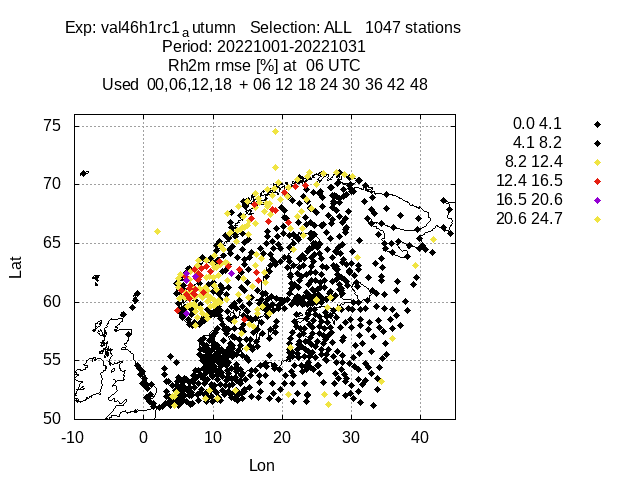 Exp: val46h1rc1autumn Selection: ALL 1047 stations
Period: 20221001-20221031
Rh2m rmse [%] at 06 UTC
Used 00,06,12,18 + 06 12 18 24 30 36 42 48
0.0 4.1
4.1 8.2
8.2 12.4
12.4 16.5
16.5 20.6
20.6 24.7
75
70
65
60
55
50
Lat
-10 0 10 20 30 40
Lon